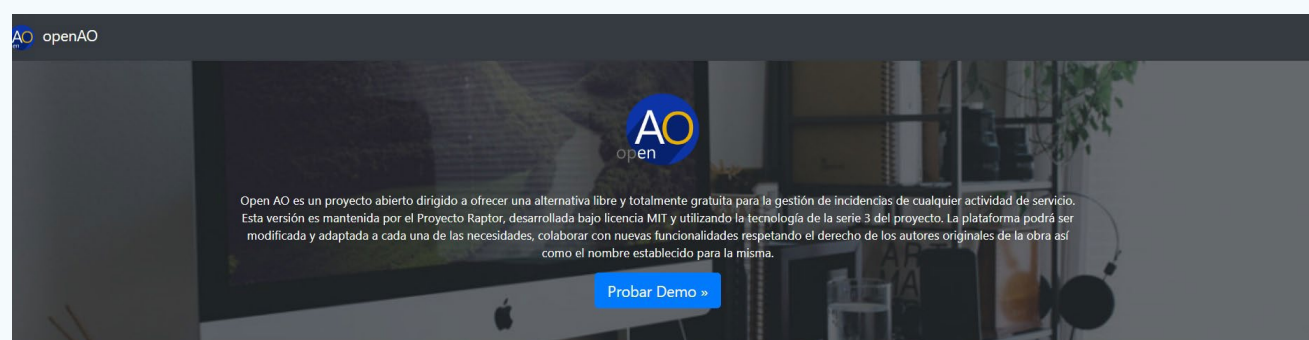 AO openAO
en
AO
open
Open AO es un proyecto abierto dirigido a ofrecer una alternativa libre y totalmente gratuita para la gestión de incidencias de cualquier actividad de servicio.
Esta versión es mantenida por el Proyecto Raptor, desarrollada bajo licencia MIT y utilizando la tecnología de la serie 3 del proyecto. La plataforma podrá ser
modificada y adaptada a cada una de las necesidades, colaborar con nuevas funcionalidades respetando el derecho de los autores originales de la obra así
como el nombre establecido para la misma.
Probar Demo »